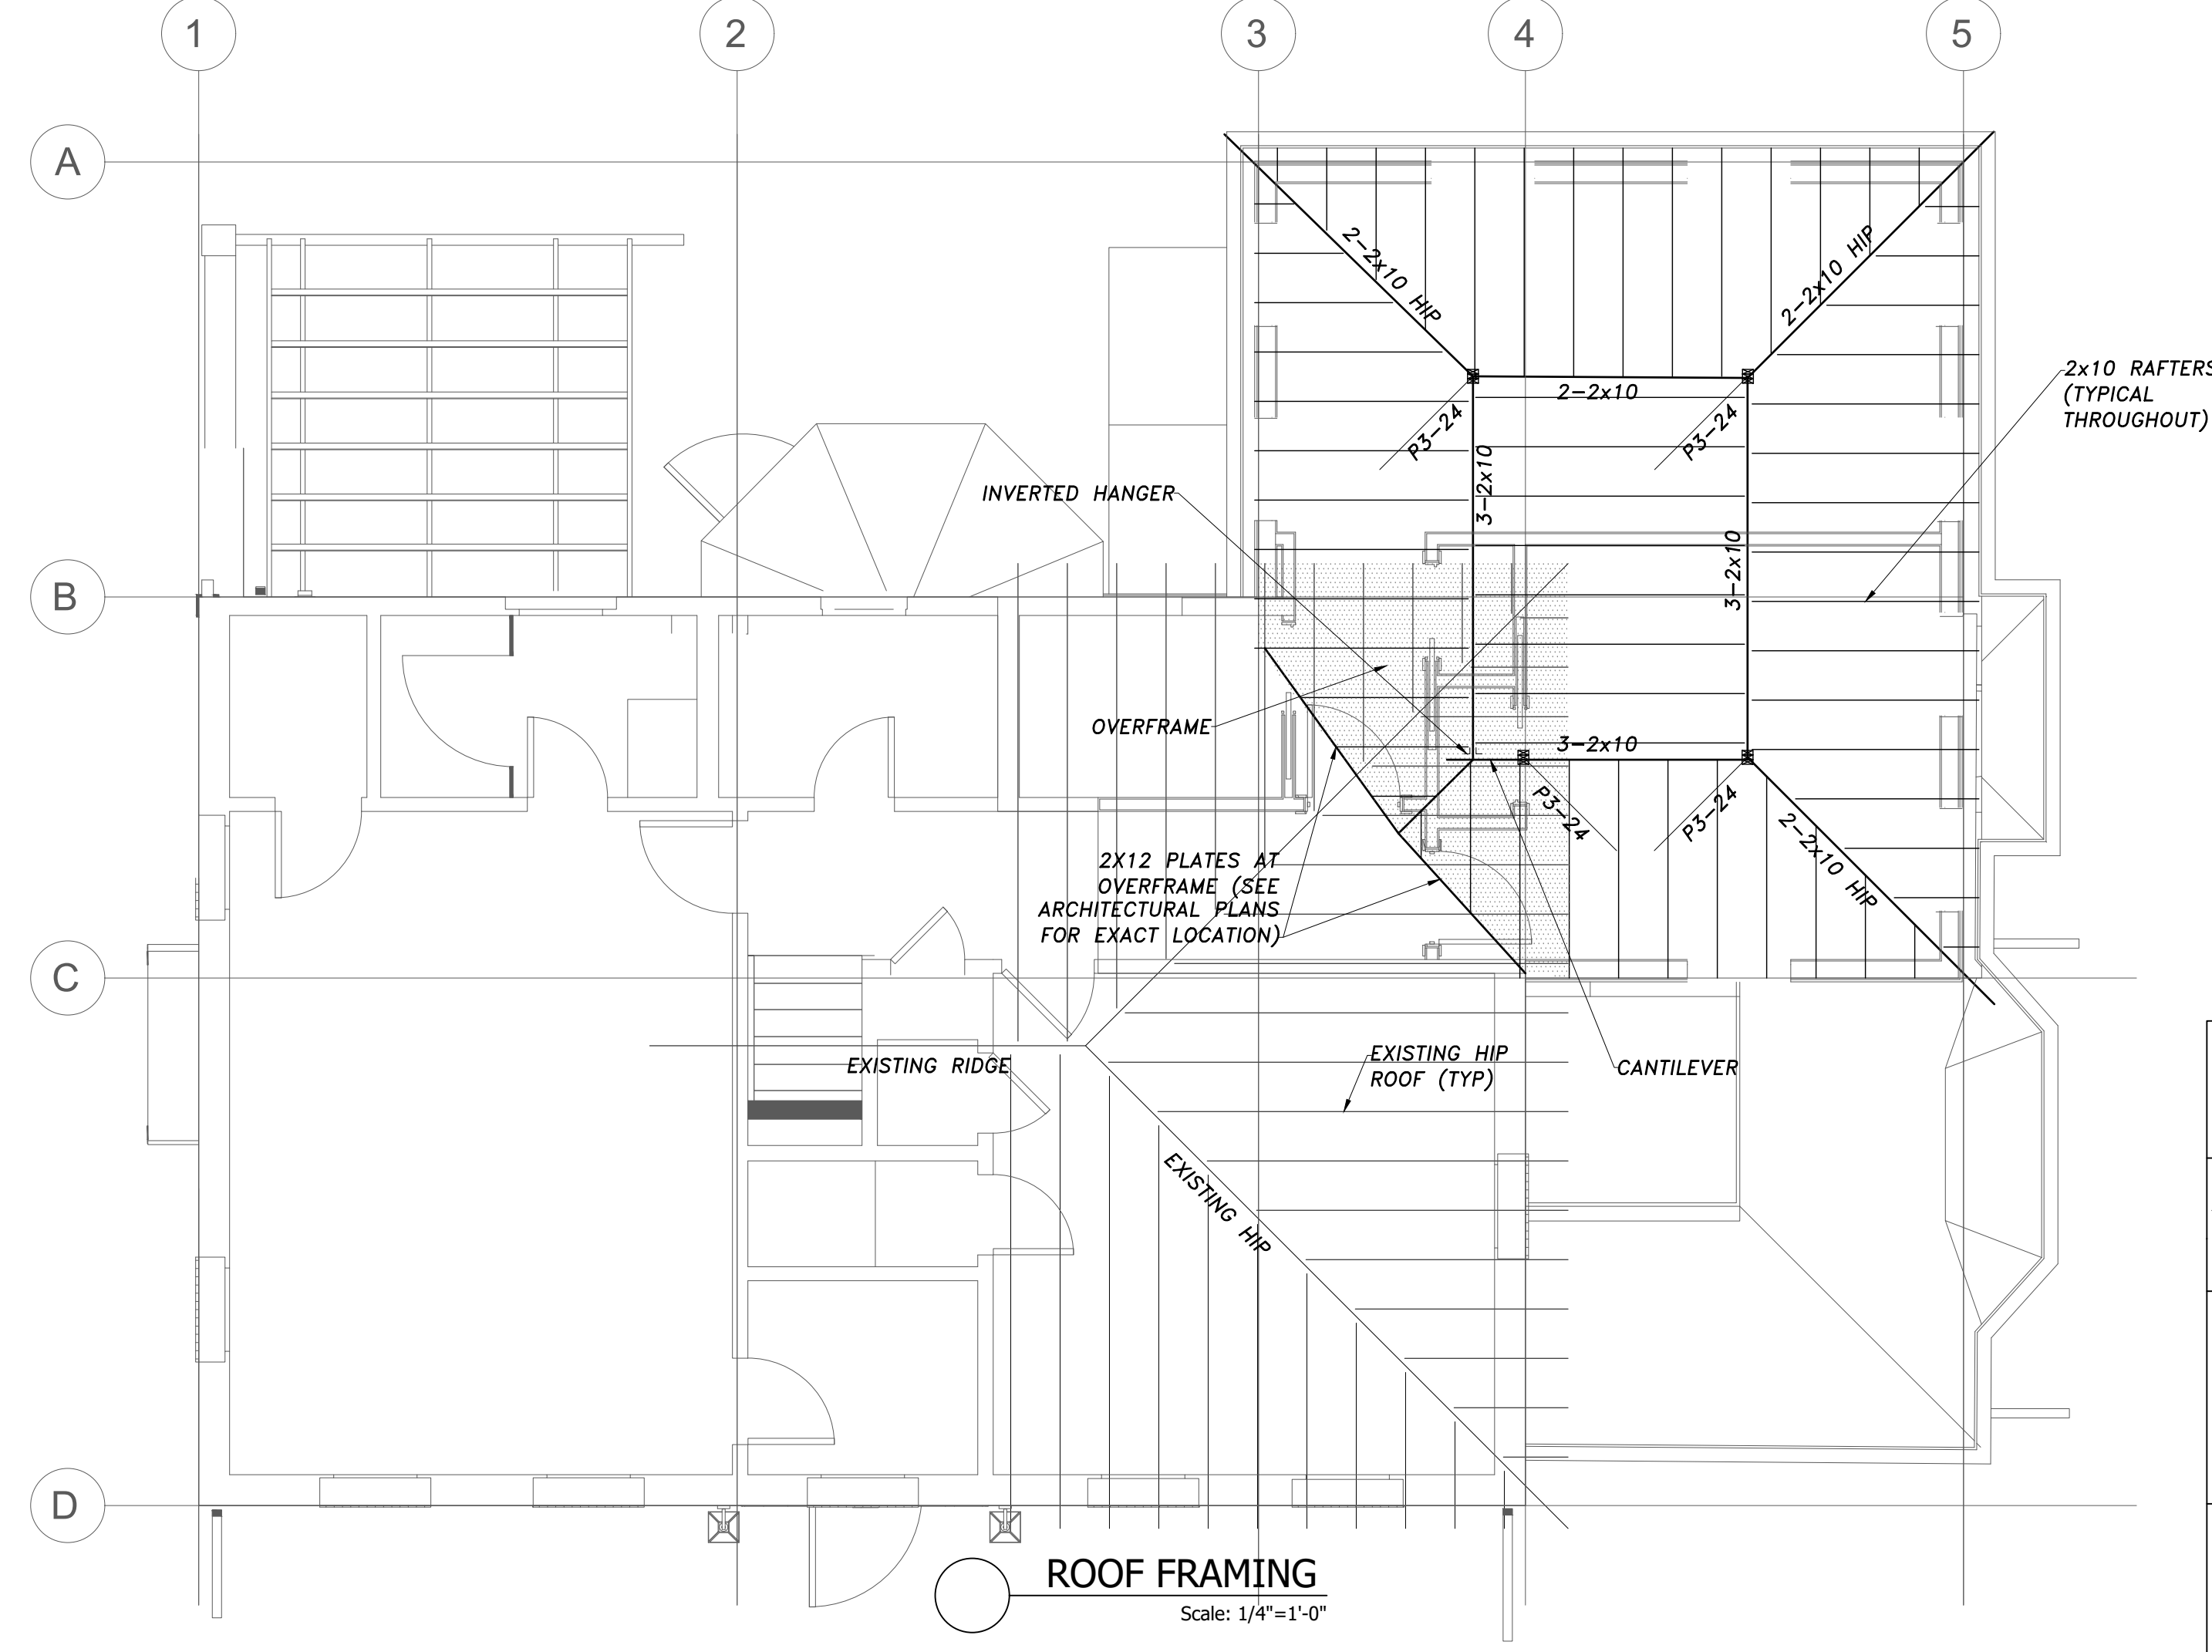 1
2
3
4
5
A
B
C
D
2-2x10 HIP
2-2x10 HIP
2x10 RAFTERS
(TYPICAL
THROUGHOUT)
2-2x10
P3-24
P3-24
3-2x10
3-2x10
INVERTED HANGER
OVERFRAME
3-2x10
P3-24
P3-24
2-2x10 HIP
2X12 PLATES AT
OVERFRAME (SEE
ARCHITECTURAL PLANS
FOR EXACT LOCATION)
EXISTING RIDGE
EXISTING HIP
ROOF (TYP)
CANTILEVER
EXISTING HIP
ROOF FRAMING
Scale: 1/4"=1'-0"